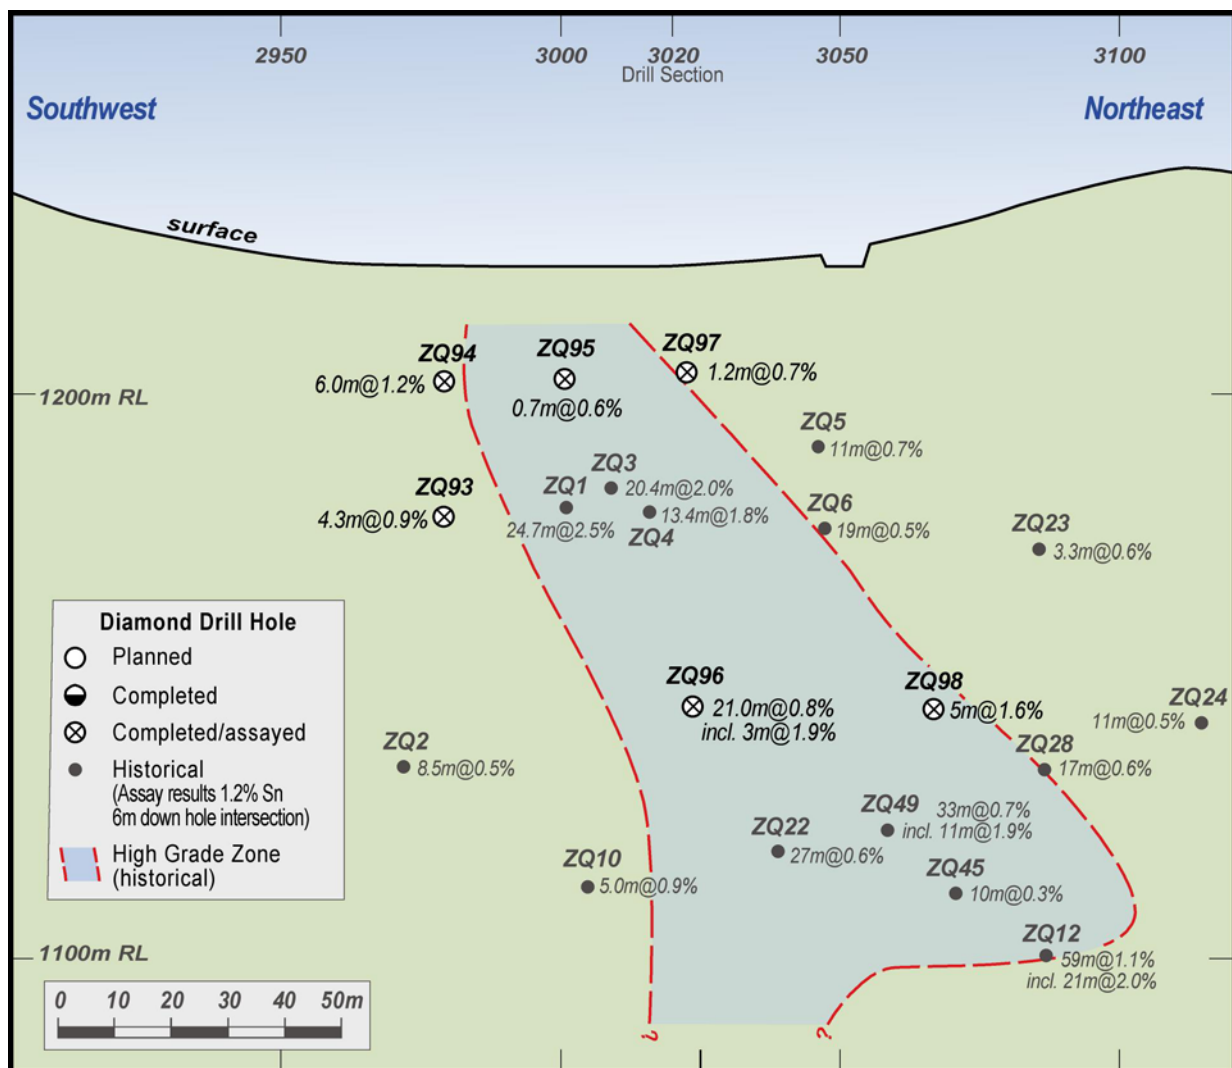 2950
3000
3020
3050
3100
Drill Section
Southwest
Northeast
surface
ZQ94
6.0m@1.2%
ZQ95
0.7m@0.6%
ZQ97
1.2m@0.7%
1200m RL
ZQ5
11m@0.7%
ZQ3
20.4m@2.0%
ZQ1
24.7m@2.5%
13.4m@1.8%
ZQ4
ZQ93
4.3m@0.9%
ZQ6
19m@0.5%
ZQ23
3.3m@0.6%
Diamond Drill Hole
Planned
Completed
Completed/assayed
Historical
(Assay results 1.2% Sn
6m down hole intersection)
High Grade Zone
(historical)
ZQ96
21.0m@0.8%
incl. 3m@1.9%
ZQ98
5m@1.6%
ZQ24
11m@0.5%
ZQ2
8.5m@0.5%
ZQ28
17m@0.6%
ZQ49
33m@0.7%
incl. 11m@1.9%
ZQ22
27m@0.6%
ZQ10
5.0m@0.9%
ZQ45
10m@0.3%
ZQ12
59m@1.1%
incl. 21m@2.0%
1100m RL
0 10 20 30 40 50m
?
?